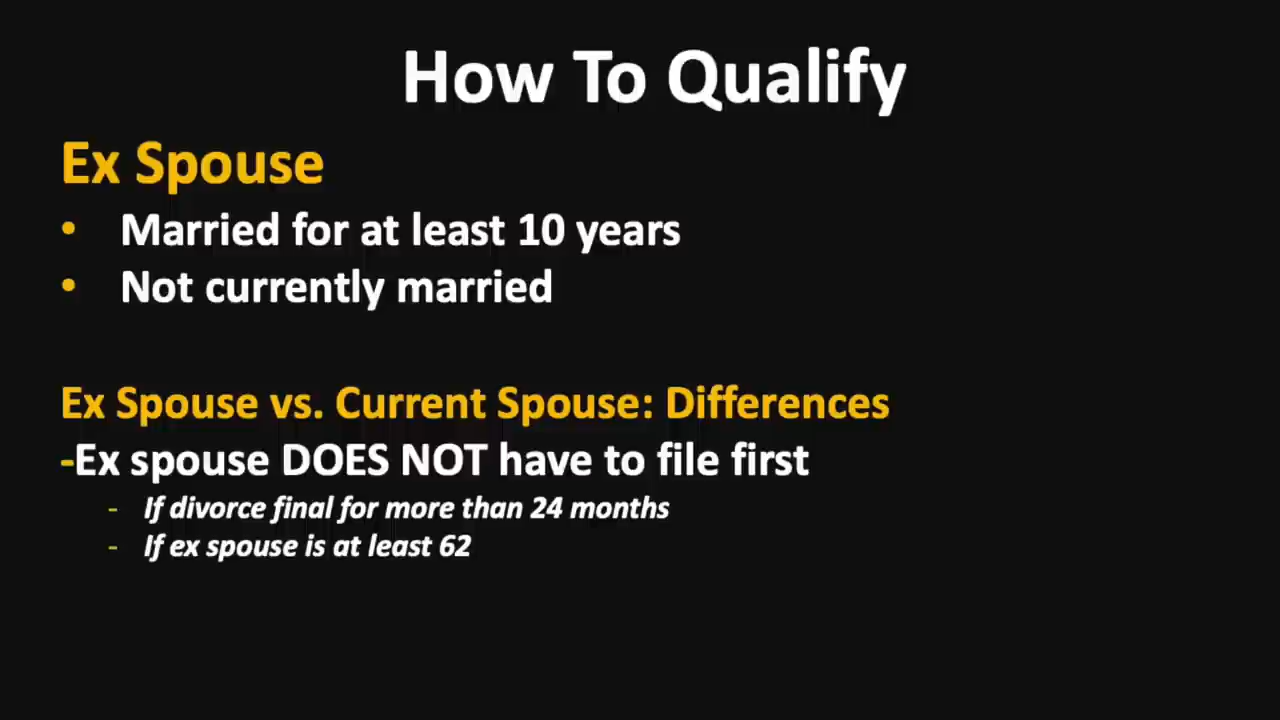 How To Qualify
Ex Spouse
• Married for at least 10 years
• Not currently married
Ex Spouse vs. Current Spouse: Differences
-Ex spouse DOES NOT have to file first
- If divorce final for more than 24 months
- If ex spouse is at least 62